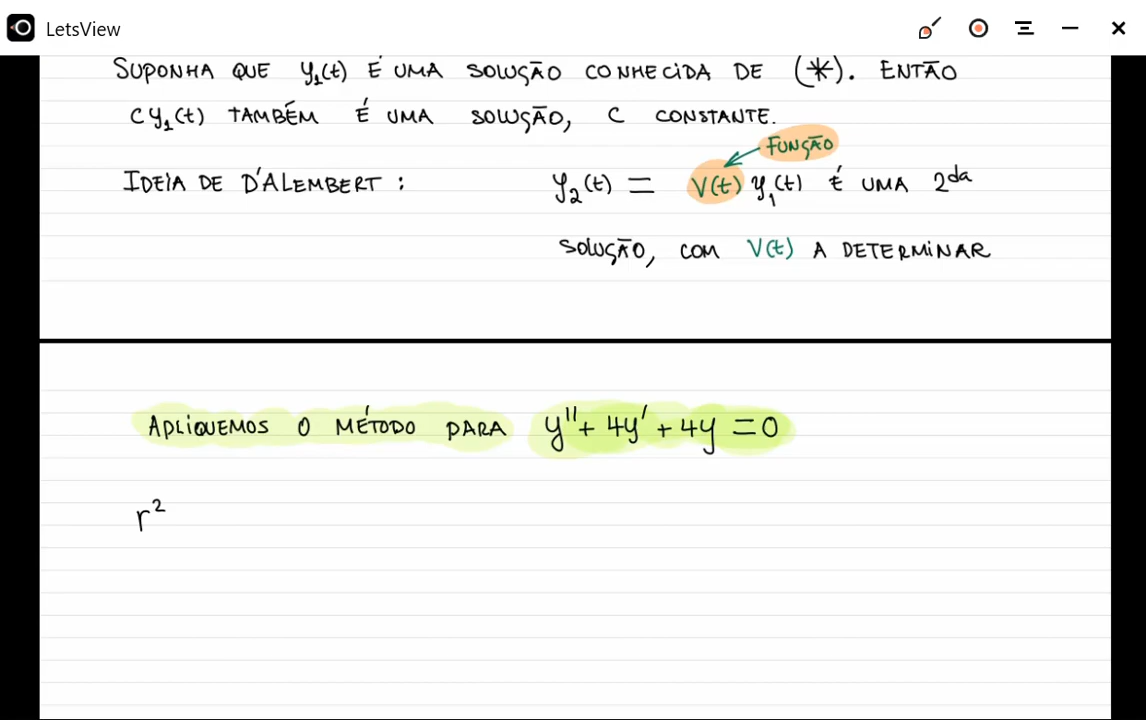 LetsView
SUPONHA QUE y₁(t) É UMA SOLUÇÃO CONHECIDA DE (*). ENTÃO
C y₁(t) TAMBÉM É UMA SOLUÇÃO, C CONSTANTE.
FUNÇÃO
IDEIA DE D'ALEMBERT : y₂(t) = V(t) y₁(t) É UMA 2da
SOLUÇÃO, COM V(t) A DETERMINAR
APLIQUEMOS O MÉTODO PARA y'' + 4y' + 4y = 0
r²